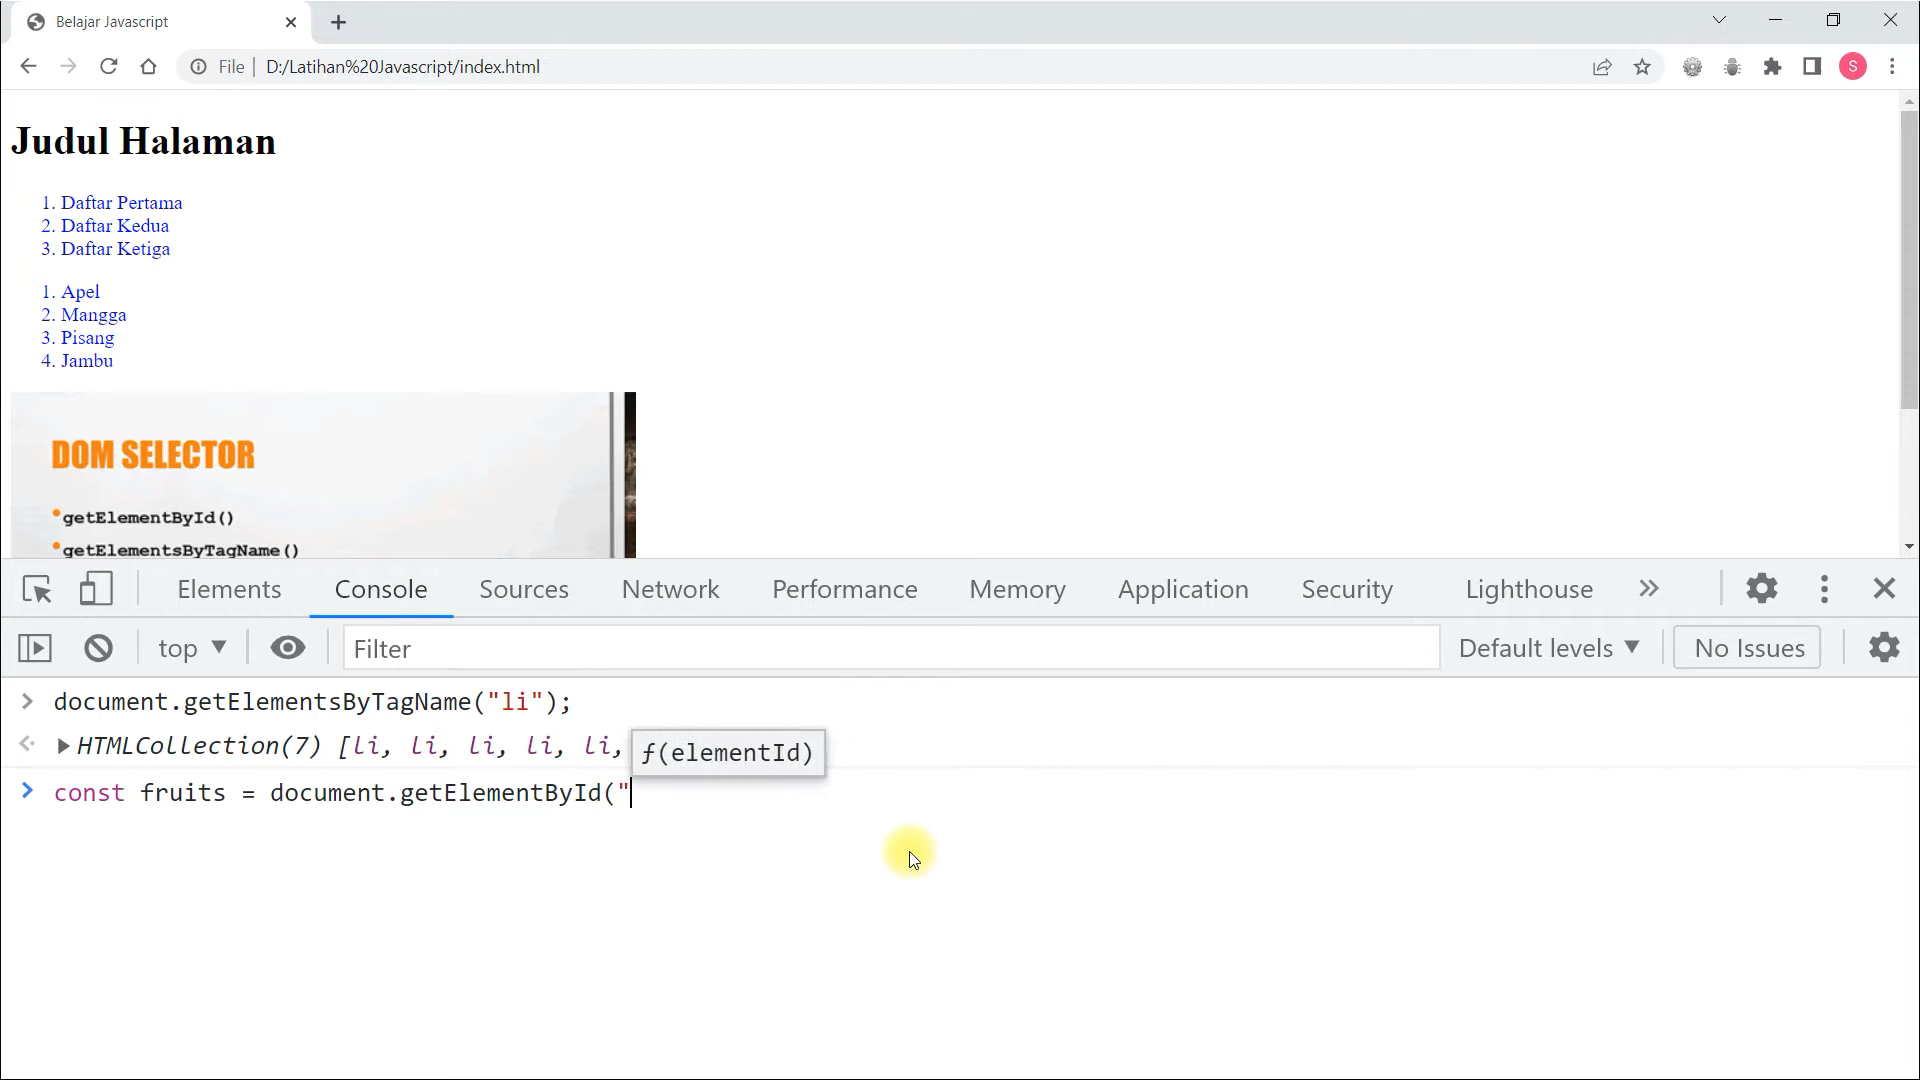 Belajar Javascript
File | D:/Latihan%20Javascript/index.html
S
Judul Halaman
1. Daftar Pertama
2. Daftar Kedua
3. Daftar Ketiga
1. Apel
2. Mangga
3. Pisang
4. Jambu
DOM SELECTOR
•getElementById()
•getElementsByTagName()
Elements Console Sources Network Performance Memory Application Security Lighthouse »
top ▼ Filter Default levels ▼ No Issues
> document.getElementsByTagName("li");
▶HTMLCollection(7) [li, li, li, li, li,
ƒ(elementId)
> const fruits = document.getElementById("